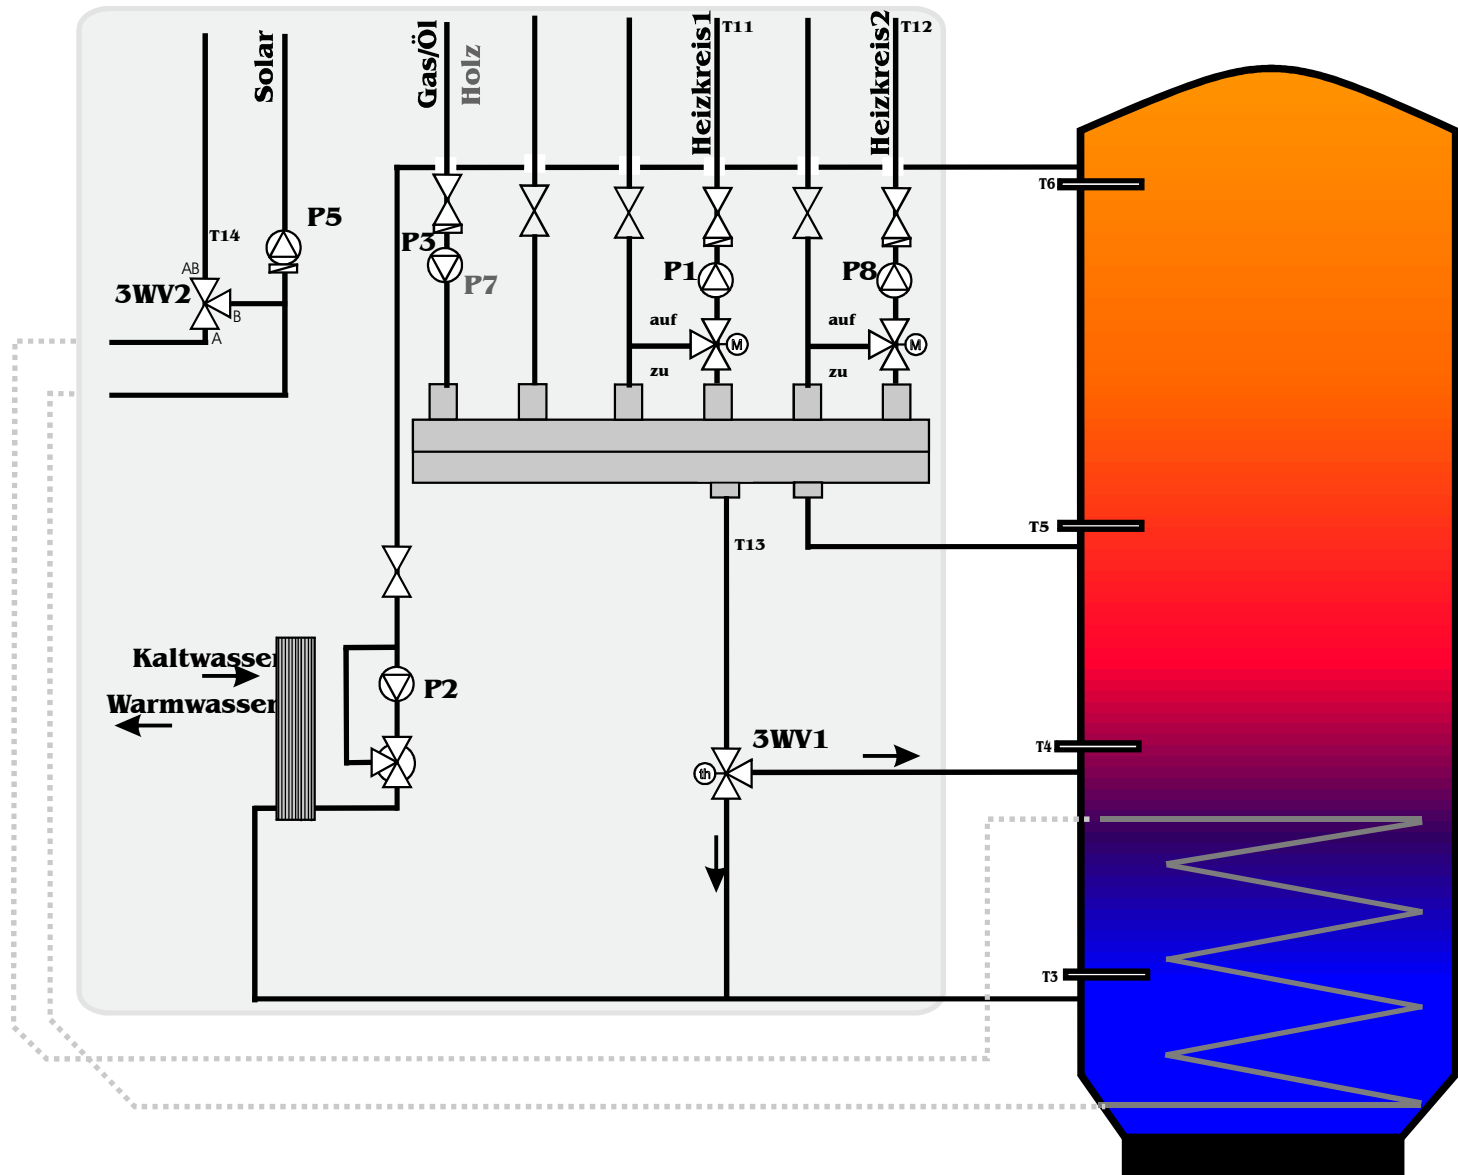 Solar
Gas/Öl
Holz
Heizkreis1
T11
Heizkreis2
T12
T6
P5
T14
P3
AB
3WV2
B
A
P7
P1
P8
auf
M
auf
M
zu
zu
T5
T13
Kaltwasser
P2
Warmwasser
3WV1
T4
th
T3